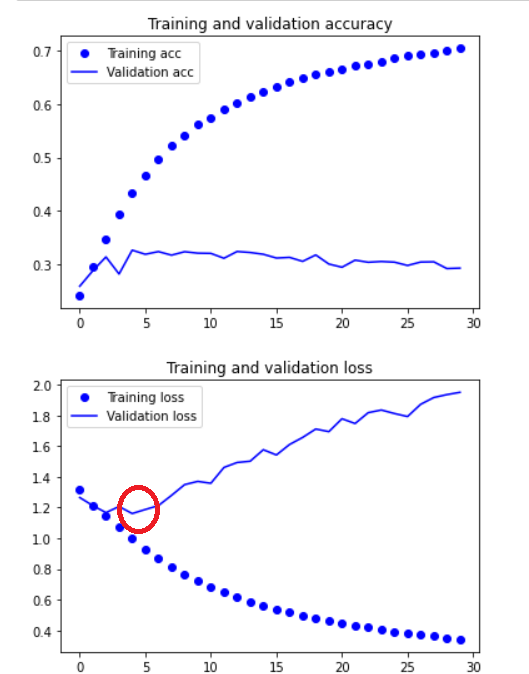 Training and validation accuracy
0.7
Training acc
Validation acc
0.6
0.5
0.4
0.3
0 5 10 15 20 25 30
Training and validation loss
2.0
Training loss
Validation loss
1.8
1.6
1.4
1.2
1.0
0.8
0.6
0.4
0 5 10 15 20 25 30